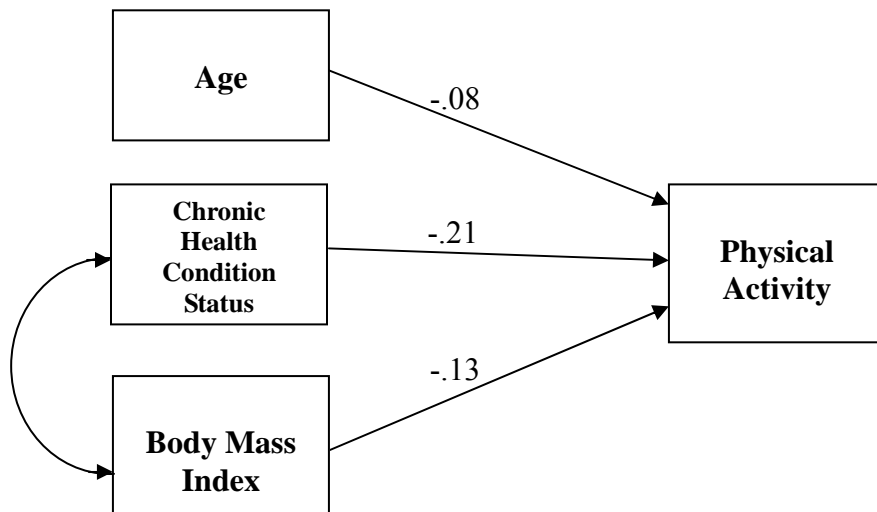 Age
-.08
Chronic
Health
Condition
Status
-.21
Physical
Activity
-.13
Body Mass
Index